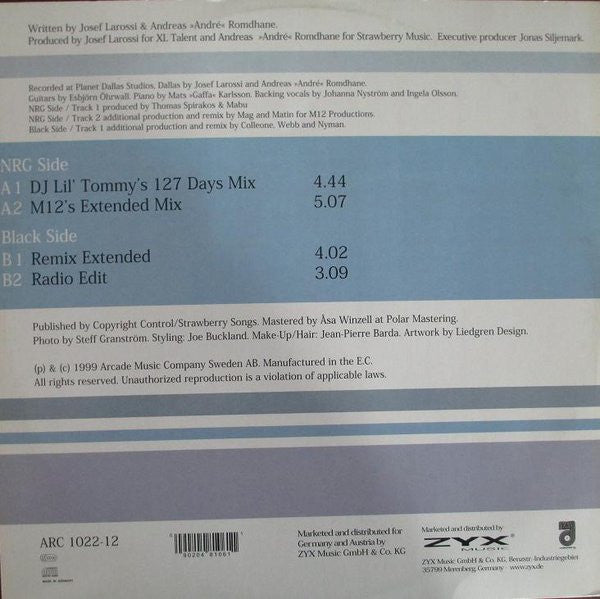 Written by Josef Larossi & Andreas »André« Romdhane.
Produced by Josef Larossi for XL Talent and Andreas »André« Romdhane for Strawberry Music. Executive producer Jonas Siljemark.
Recorded at Planet Dallas Studios, Dallas by Josef Larossi and Andreas »André« Romdhane.
Guitars by Esbjörn Öhrwall. Piano by Mats »Gaffa« Karlsson. Backing vocals by Johanna Nyström and Ingela Olsson.
NRG Side / Track 1 produced by Thomas Spirakos & Mabu
NRG Side / Track 2 additional production and remix by Mag and Matin for M12 Productions.
Black Side / Track 1 additional production and remix by Colleone, Webb and Nyman.
NRG Side
A1 DJ Lil' Tommy's 127 Days Mix 4.44
A2 M12's Extended Mix 5.07
Black Side
B1 Remix Extended 4.02
B2 Radio Edit 3.09
Published by Copyright Control/Strawberry Songs. Mastered by Åsa Winzell at Polar Mastering.
Photo by Steff Granström. Styling: Joe Buckland. Make-Up/Hair: Jean-Pierre Barda. Artwork by Liedgren Design.
(p) & (c) 1999 Arcade Music Company Sweden AB. Manufactured in the E.C.
All rights reserved. Unauthorized reproduction is a violation of applicable laws.
ARC 1022-12
MADE IN GERMANY
90204 81061
Marketed and distributed for
Germany and Austria by
ZYX Music GmbH & Co. KG
Marketed and distributed by
ZYX
MUSIC
ZYX Music GmbH & Co. KG, Benzstr.-Industriegebiet
35799 Merenberg, Germany www.zyx.de